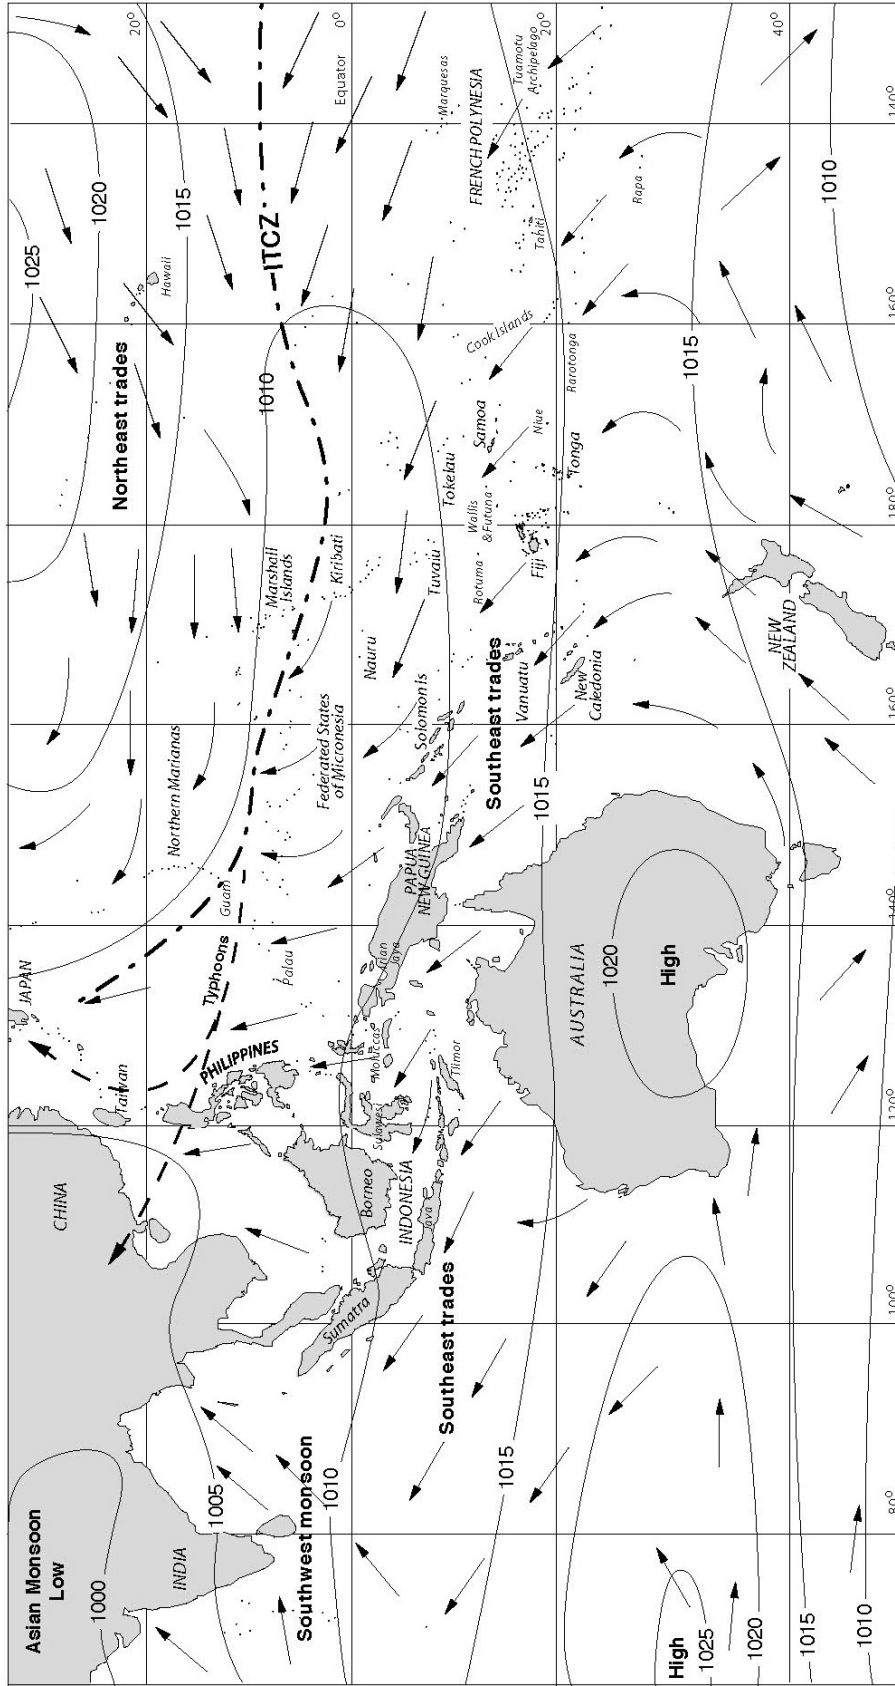 Asian Monsoon
Low
1000
INDIA
1005
Southwest monsoon
1010
CHINA
Taiwan
JAPAN
PHILIPPINES
Typhoons
Guam
Palau
Northern Marianas
Federated States
of Micronesia
Marshall
Islands
Kiribati
Nauru
Northeast trades
Hawaii
1025
1020
1015
1010
ITCZ
Equator
Marquesas
FRENCH POLYNESIA
Tuamotu
Archipelago
Tahiti
Rapa
Cook Islands
Rarotonga
Samoa
Niue
Tonga
Tokelau
Wallis
& Futuna
Rotuma
Fiji
Tuvalu
Vanuatu
New
Caledonia
Solomon Is
Southeast trades
PAPUA
NEW GUINEA
Irian
Jaya
Moluccas
Sulawesi
Timor
Borneo
INDONESIA
Java
Sumatra
Southeast trades
1015
1015
1015
1020
High
AUSTRALIA
NEW
ZEALAND
1010
High
1025
1020
1015
1010
20°
0°
20°
40°
80°
100°
120°
140°
160°
180°
160°
140°